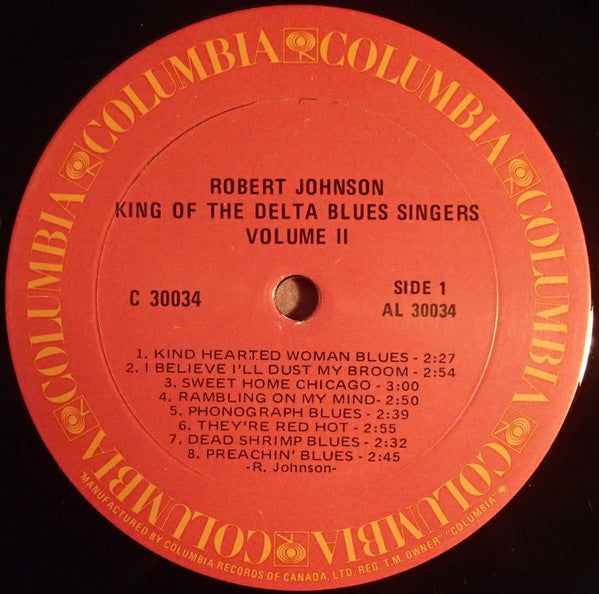 COLUMBIA COLUMBIA COLUMBIA COLUMBIA COLUMBIA COLUMBIA COLUMBIA COLUMBIA
ROBERT JOHNSON
KING OF THE DELTA BLUES SINGERS
VOLUME II
C 30034
SIDE 1
AL 30034
1. KIND HEARTED WOMAN BLUES - 2:27
2. I BELIEVE I'LL DUST MY BROOM - 2:54
3. SWEET HOME CHICAGO - 3:00
4. RAMBLING ON MY MIND- 2:50
5. PHONOGRAPH BLUES - 2:39
6. THEY'RE RED HOT - 2:55
7. DEAD SHRIMP BLUES - 2:32
8. PREACHIN' BLUES - 2:45
-R. Johnson-
"MANUFACTURED BY COLUMBIA RECORDS OF CANADA, LTD. REG. T.M. OWNER "COLUMBIA" *